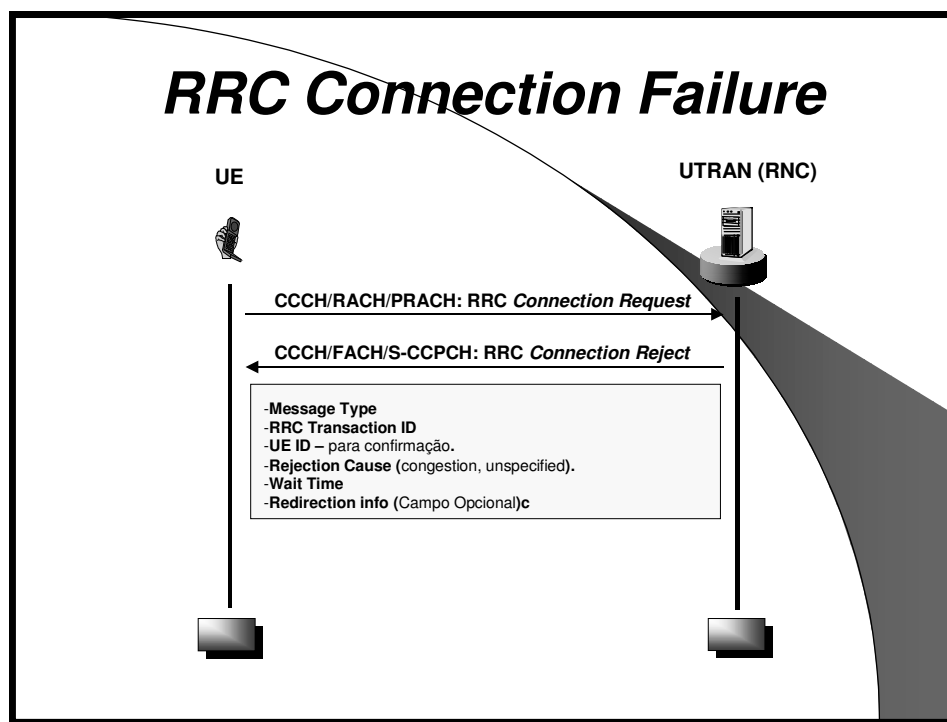 RRC Connection Failure
UE
UTRAN (RNC)
CCCH/RACH/PRACH: RRC Connection Request
CCCH/FACH/S-CCPCH: RRC Connection Reject
-Message Type
-RRC Transaction ID
-UE ID – para confirmação.
-Rejection Cause (congestion, unspecified).
-Wait Time
-Redirection info (Campo Opcional)c